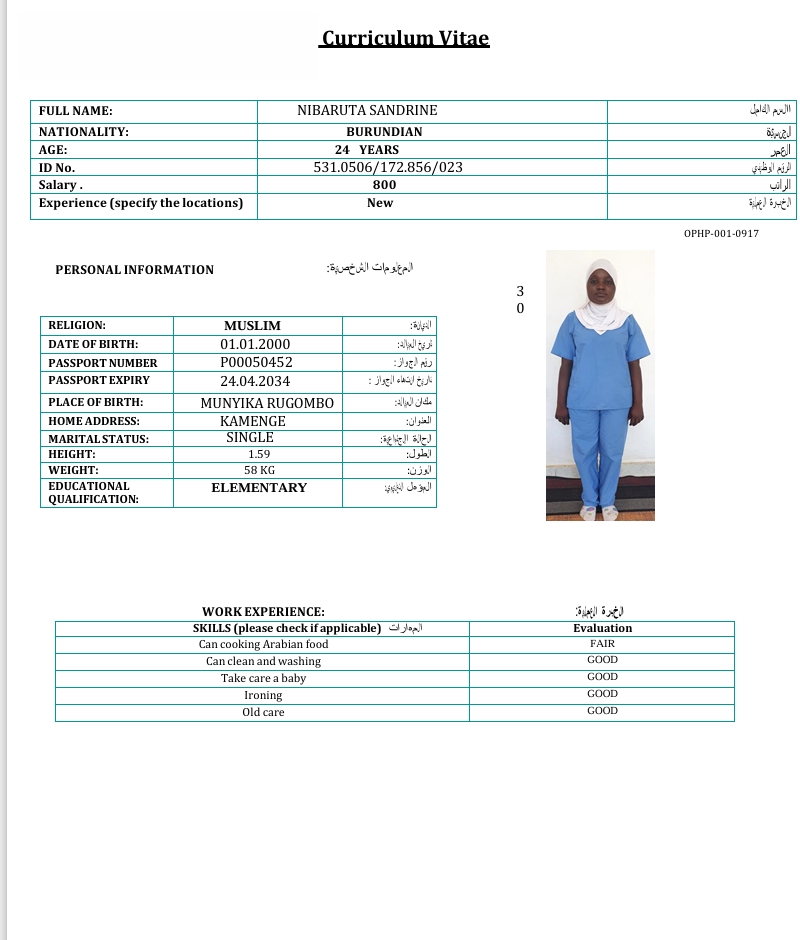 Curriculum Vitae
FULL NAME: NIBARUTA SANDRINE الاسم الكامل
NATIONALITY: BURUNDIAN الجنسية
AGE: 24 YEARS العمر
ID No. 531.0506/172.856/023 الرقم الوظيفي
Salary . 800 الراتب
Experience (specify the locations) New الخبرة العملية
OPHP-001-0917
PERSONAL INFORMATION المعلومات الشخصية:
3
0
RELIGION: MUSLIM الديانة:
DATE OF BIRTH: 01.01.2000 تاريخ الميلاد:
PASSPORT NUMBER P00050452 رقم الجواز:
PASSPORT EXPIRY 24.04.2034 تاريخ انتهاء الجواز :
PLACE OF BIRTH: MUNYIKA RUGOMBO مكان الميلاد:
HOME ADDRESS: KAMENGE العنوان:
MARITAL STATUS: SINGLE الحالة الاجتماعية:
HEIGHT: 1.59 الطول:
WEIGHT: 58 KG الوزن:
EDUCATIONAL QUALIFICATION: ELEMENTARY المؤهل التعليمي:
WORK EXPERIENCE: الخبرة العملية:
SKILLS (please check if applicable) المهارات Evaluation
Can cooking Arabian food FAIR
Can clean and washing GOOD
Take care a baby GOOD
Ironing GOOD
Old care GOOD